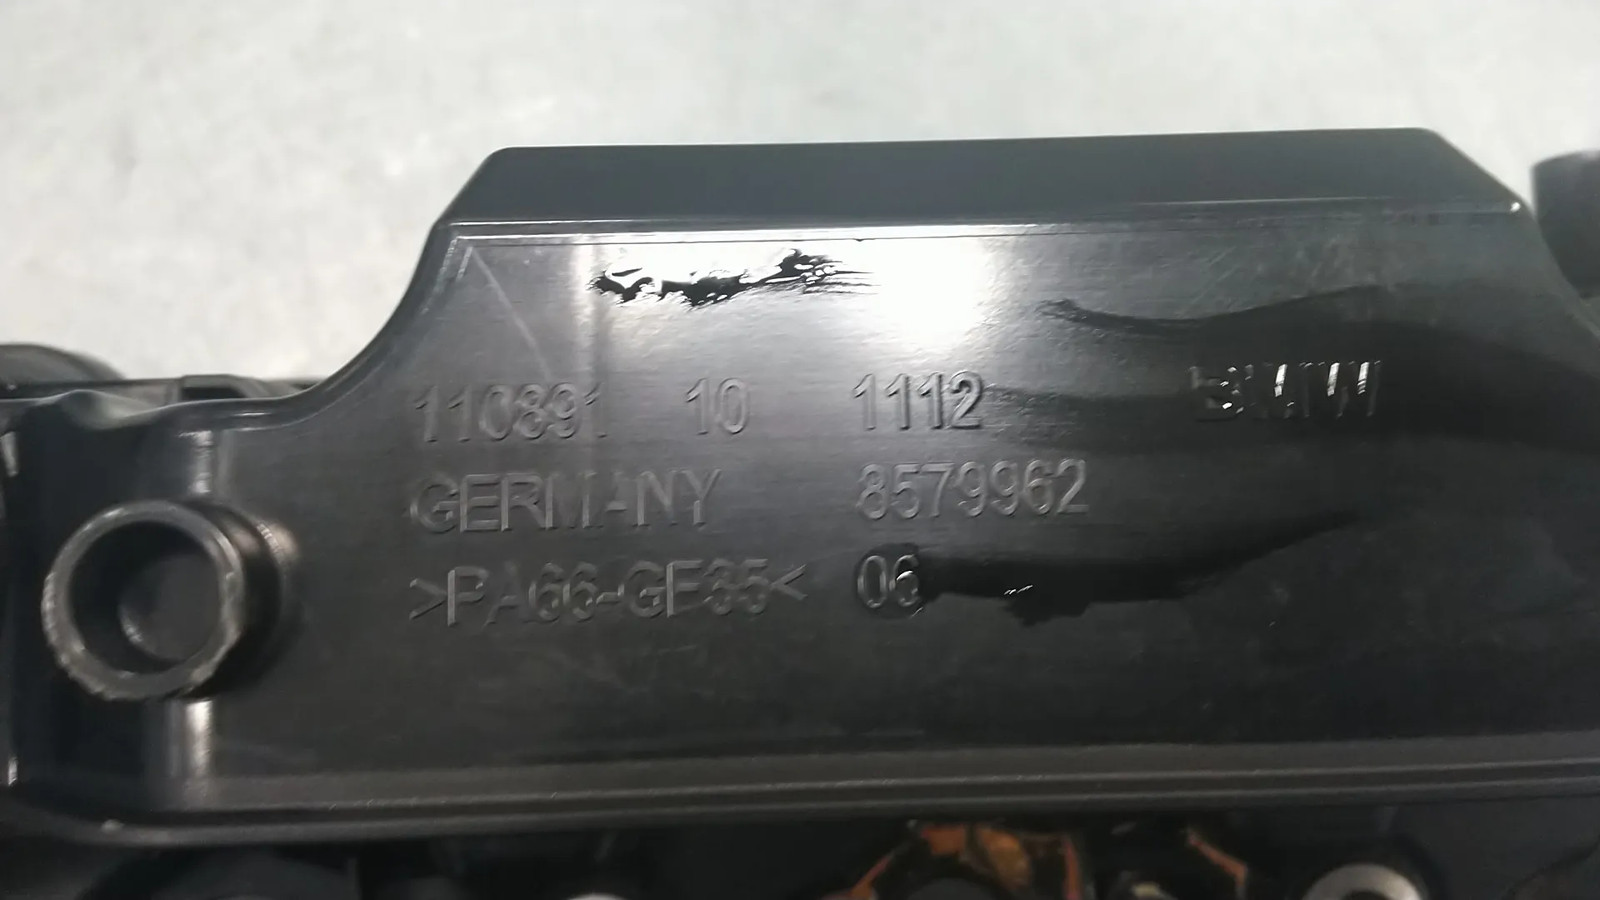 110891 10 1112 BMW
GERMANY 8579962
>PA66-GF35< 06